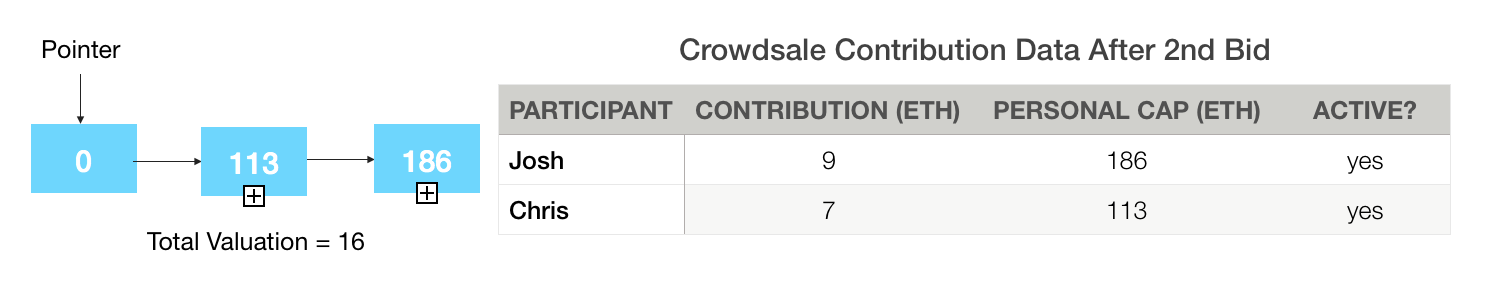 Pointer
0
113
186
Total Valuation = 16
Crowdsale Contribution Data After 2nd Bid
PARTICIPANT CONTRIBUTION (ETH) PERSONAL CAP (ETH) ACTIVE?
Josh 9 186 yes
Chris 7 113 yes